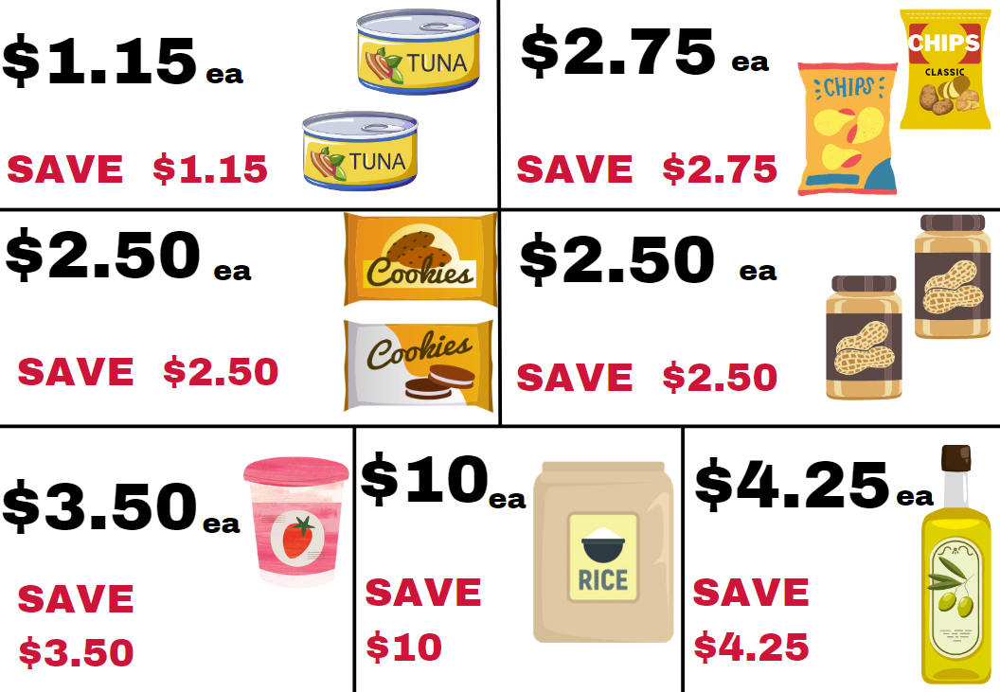 $1.15 ea
TUNA
TUNA
SAVE $1.15
$2.75 ea
CHIPS
CLASSIC
CHIPS
SAVE $2.75
$2.50 ea
Cookies
Cookies
SAVE $2.50
$2.50 ea
SAVE $2.50
$3.50 ea
SAVE
$3.50
$10 ea
RICE
SAVE
$10
$4.25 ea
SAVE
$4.25